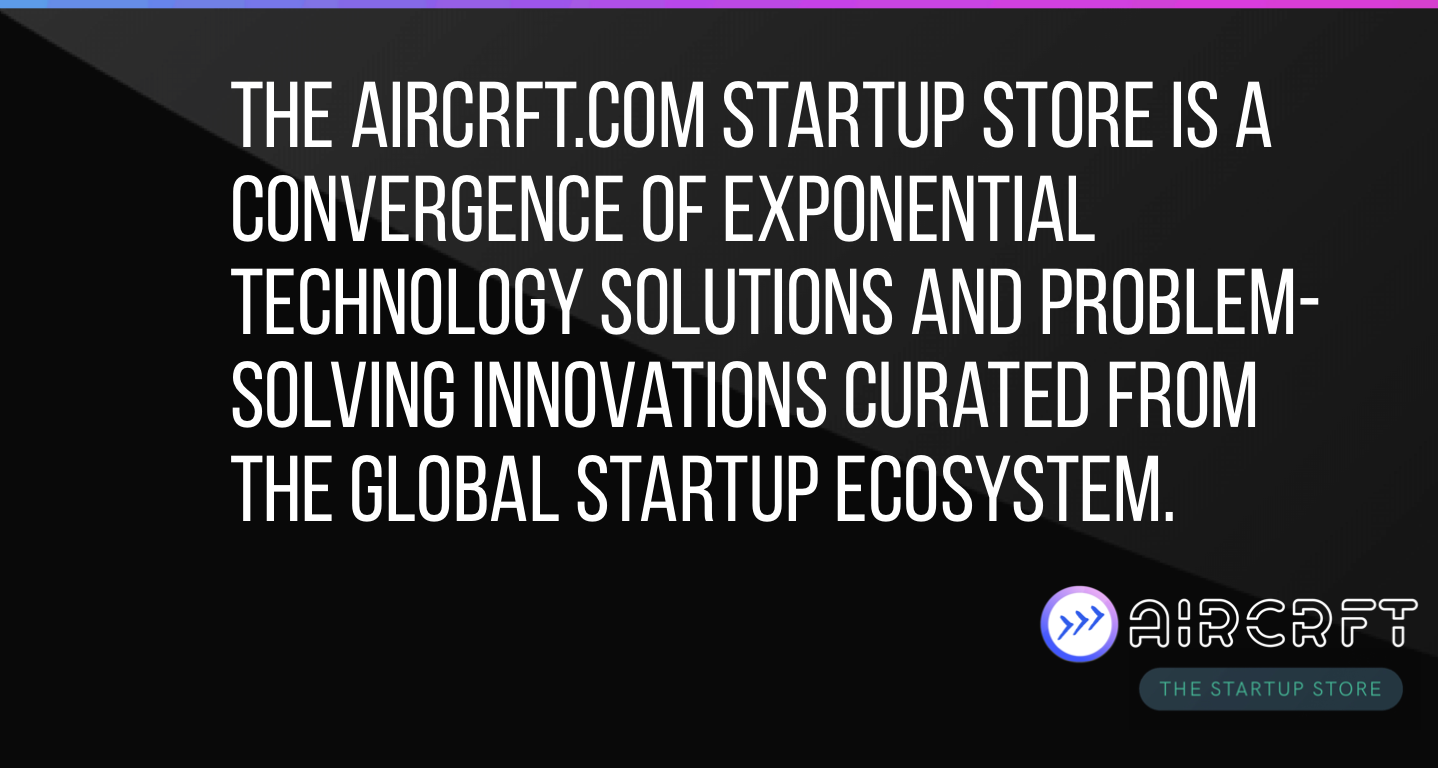 THE AIRCRFT.COM STARTUP STORE IS A
CONVERGENCE OF EXPONENTIAL
TECHNOLOGY SOLUTIONS AND PROBLEM-
SOLVING INNOVATIONS CURATED FROM
THE GLOBAL STARTUP ECOSYSTEM.
AIRCRFT
THE STARTUP STORE